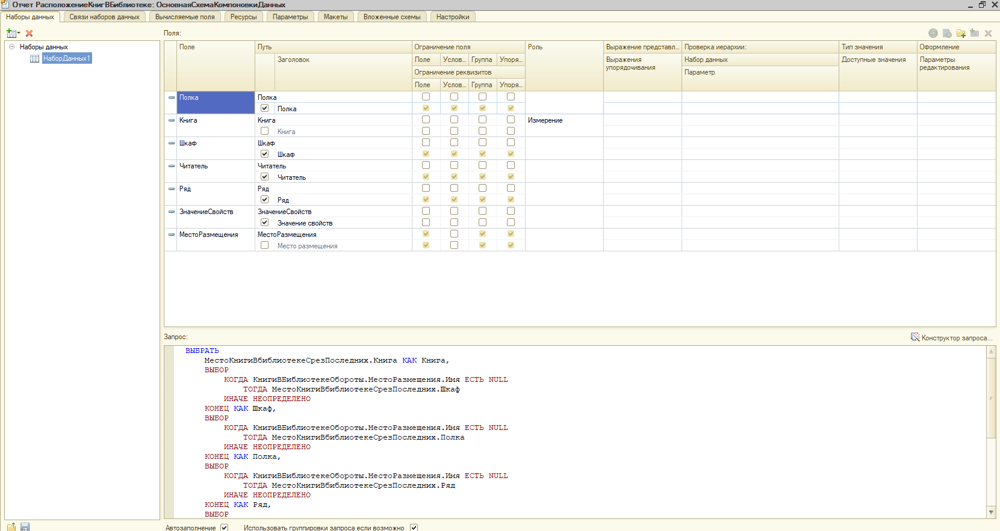 Отчет РасположениеКнигВБиблиотеке: ОсновнаяСхемаКомпоновкиДанных
Наборы данных Связи наборов данных Вычисляемые поля Ресурсы Параметры Макеты Вложенные схемы Настройки
Поля:
Наборы данных
НаборДанных1
Поле Путь Ограничение поля Роль Выражение представл... Проверка иерархии: Тип значения Оформление
Заголовок Поле Услов... Группа Упоря... Выражения упорядочивания Набор данных Доступные значения Параметры редактирования
Ограничение реквизитов Параметр
Поле Услов... Группа Упоря...
Полка Полка
Полка
Книга Книга Измерение
Книга
Шкаф Шкаф
Шкаф
Читатель Читатель
Читатель
Ряд Ряд
Ряд
ЗначениеСвойств ЗначениеСвойств
Значение свойств
МестоРазмещения МестоРазмещения
Место размещения
Запрос: Конструктор запроса...
ВЫБРАТЬ
МестоКнигиВбиблиотекеСрезПоследних.Книга КАК Книга,
ВЫБОР
КОГДА КнигиВБиблиотекеОбороты.МестоРазмещения.Имя ЕСТЬ NULL
ТОГДА МестоКнигиВбиблиотекеСрезПоследних.Шкаф
ИНАЧЕ НЕОПРЕДЕЛЕНО
КОНЕЦ КАК Шкаф,
ВЫБОР
КОГДА КнигиВБиблиотекеОбороты.МестоРазмещения.Имя ЕСТЬ NULL
ТОГДА МестоКнигиВбиблиотекеСрезПоследних.Полка
ИНАЧЕ НЕОПРЕДЕЛЕНО
КОНЕЦ КАК Полка,
ВЫБОР
КОГДА КнигиВБиблиотекеОбороты.МестоРазмещения.Имя ЕСТЬ NULL
ТОГДА МестоКнигиВбиблиотекеСрезПоследних.Ряд
ИНАЧЕ НЕОПРЕДЕЛЕНО
КОНЕЦ КАК Ряд,
ВЫБОР
Автозаполнение Использовать группировки запроса если возможно